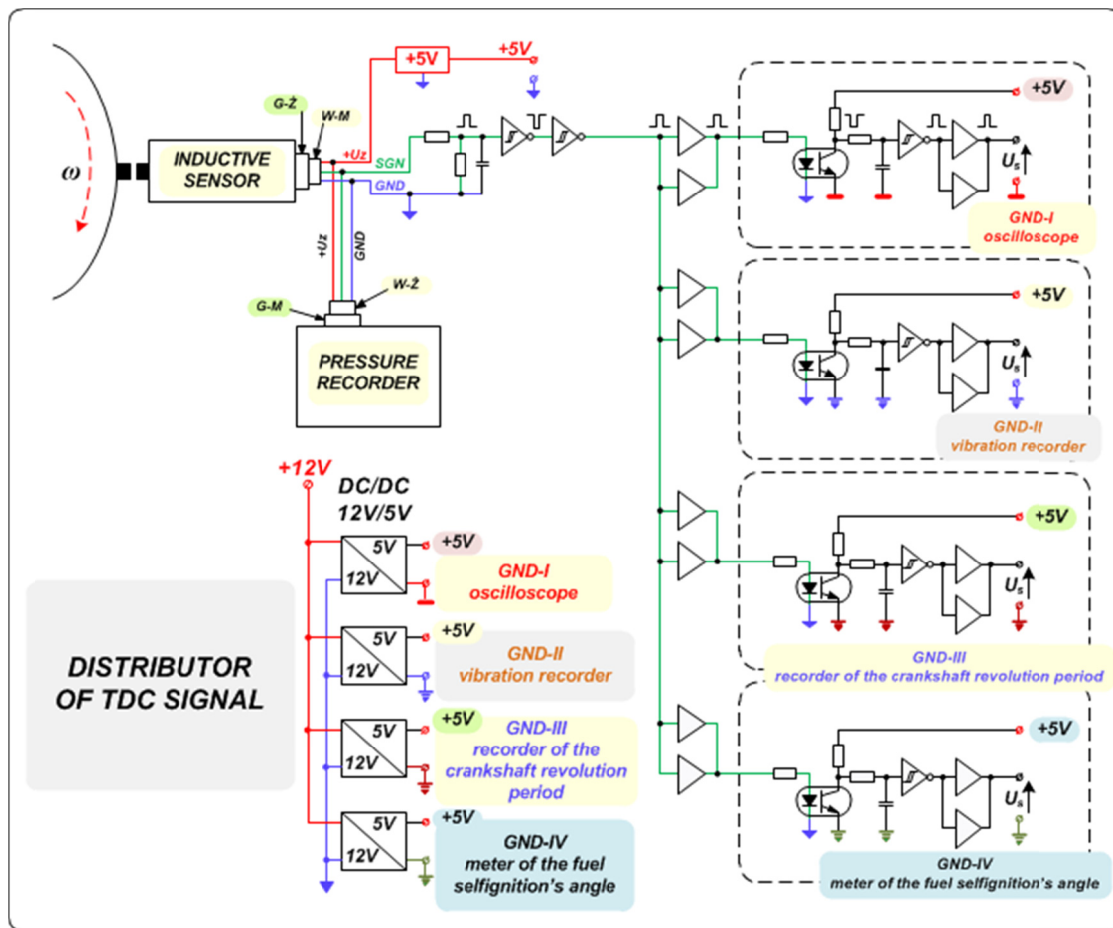 +5V
+5V
G-Ż
W-M
+Uz
SGN
GND
ω
INDUCTIVE
SENSOR
+Uz
GND
G-M
W-Ż
PRESSURE
RECORDER
+5V
U_s
GND-I
oscilloscope
+5V
U_s
GND-II
vibration recorder
+5V
U_s
GND-III
recorder of the crankshaft revolution period
+5V
U_s
GND-IV
meter of the fuel selfignition's angle
+12V
DC/DC
12V/5V
5V
12V
+5V
GND-I
oscilloscope
5V
12V
+5V
GND-II
vibration recorder
5V
12V
+5V
GND-III
recorder of the
crankshaft revolution
period
5V
12V
+5V
GND-IV
meter of the fuel
selfignition's angle
DISTRIBUTOR
OF TDC SIGNAL